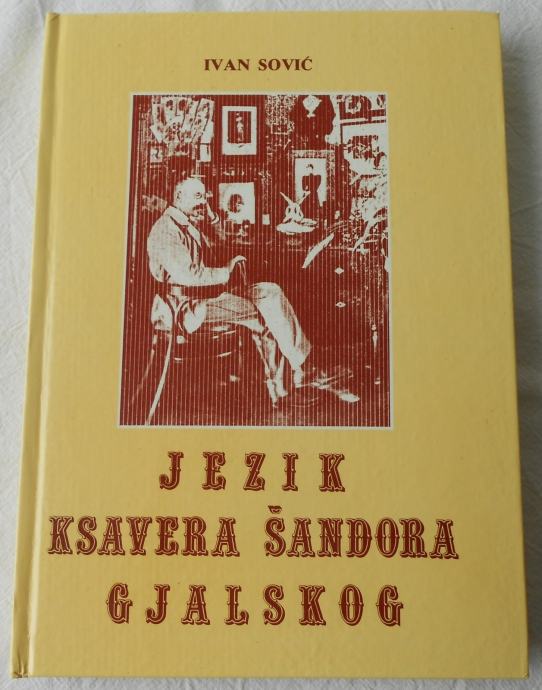 IVAN SOVIĆ
JEZIK
KSAVERA ŠANDORA
GJALSKOG